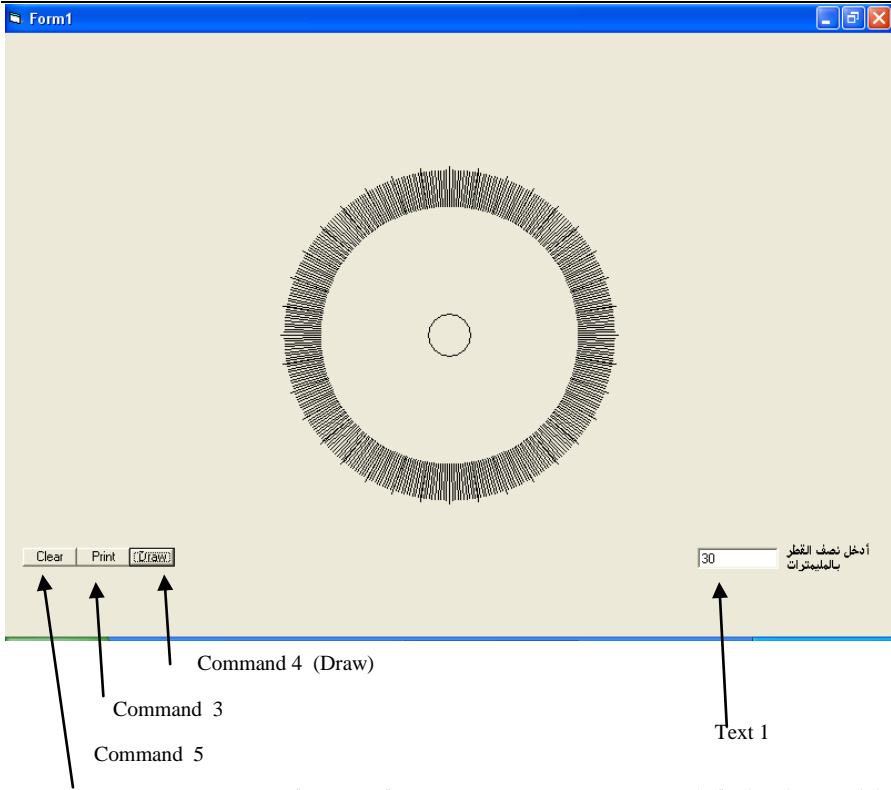 Form1
Clear Print Draw
30
أدخل نصف القطر
بالمليمترات
Command 4 (Draw)
Command 3
Text 1
Command 5